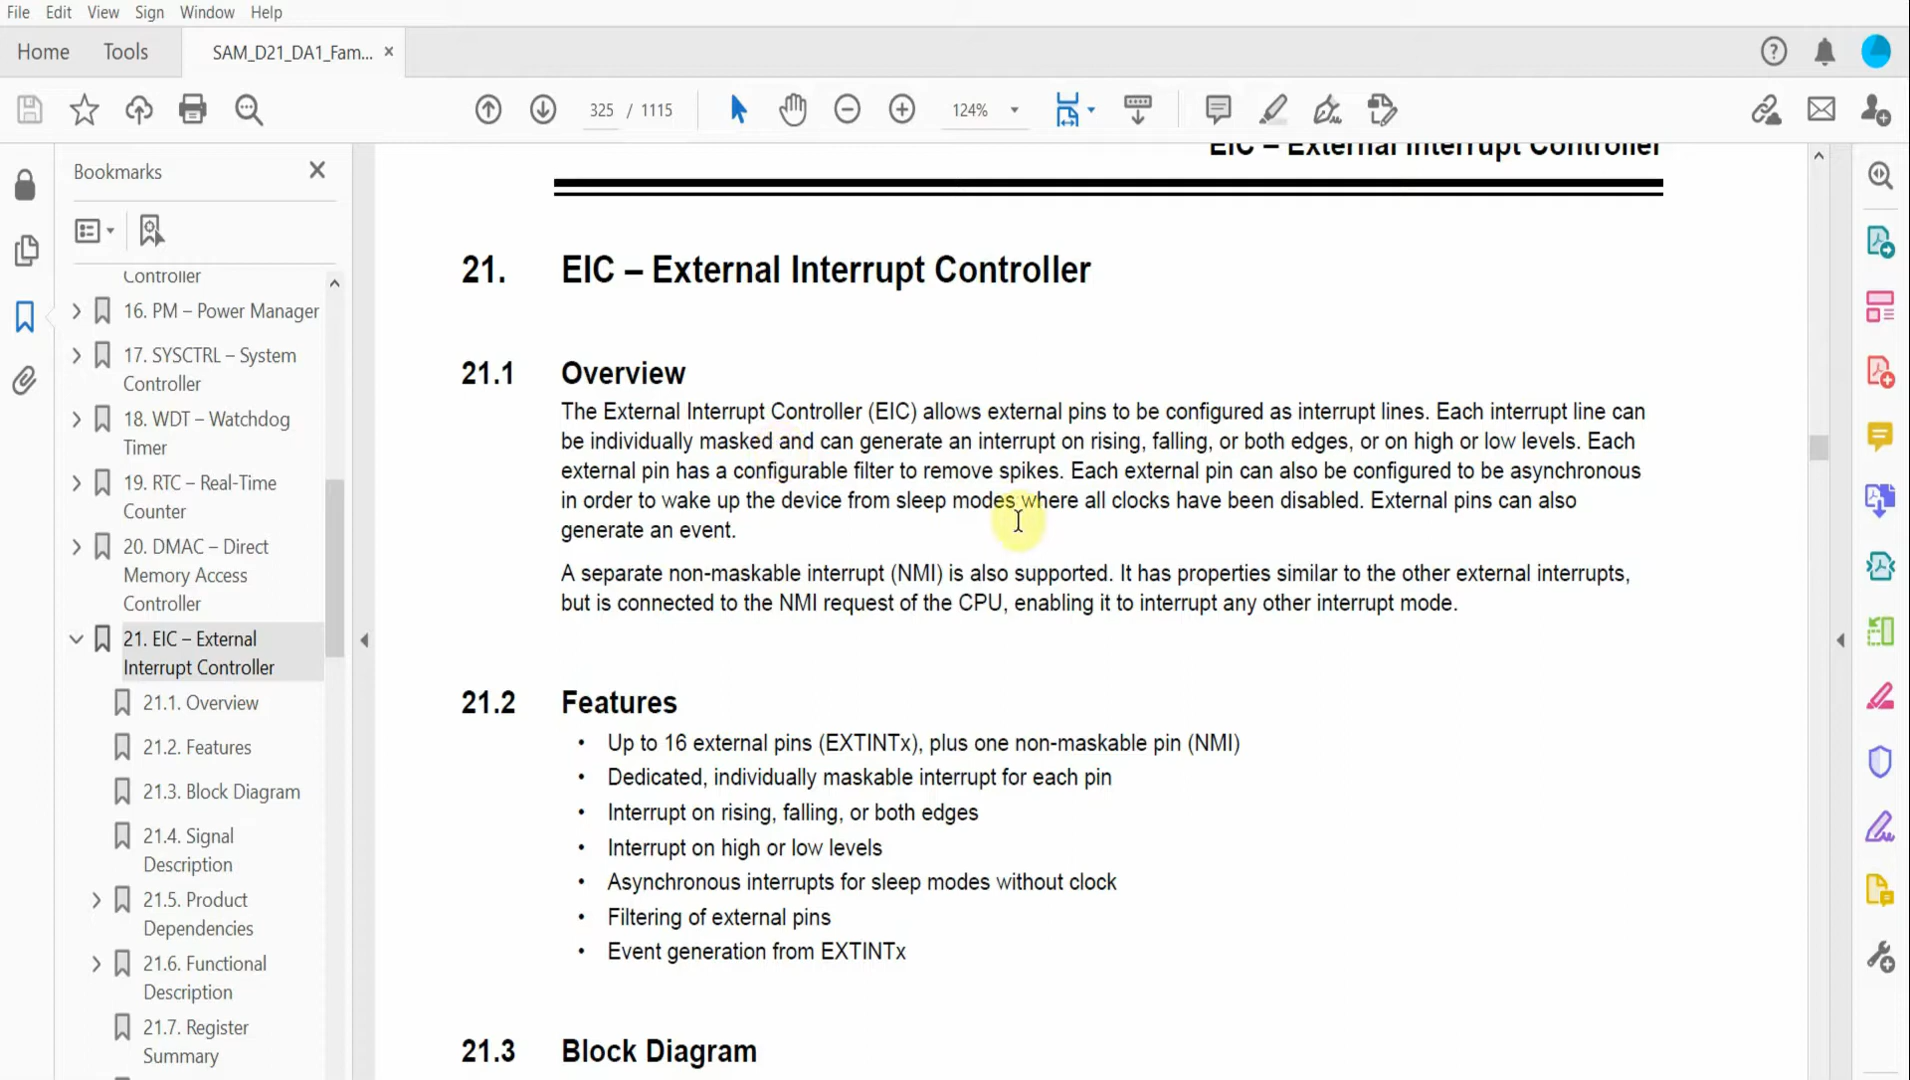 File Edit View Sign Window Help
Home Tools SAM_D21_DA1_Fam... ×
325 / 1115 124%
Bookmarks
Controller
16. PM – Power Manager
17. SYSCTRL – System
Controller
18. WDT – Watchdog
Timer
19. RTC – Real-Time
Counter
20. DMAC – Direct
Memory Access
Controller
21. EIC – External
Interrupt Controller
21.1. Overview
21.2. Features
21.3. Block Diagram
21.4. Signal
Description
21.5. Product
Dependencies
21.6. Functional
Description
21.7. Register
Summary
EIC – External Interrupt Controller
21. EIC – External Interrupt Controller
21.1 Overview
The External Interrupt Controller (EIC) allows external pins to be configured as interrupt lines. Each interrupt line can
be individually masked and can generate an interrupt on rising, falling, or both edges, or on high or low levels. Each
external pin has a configurable filter to remove spikes. Each external pin can also be configured to be asynchronous
in order to wake up the device from sleep modes where all clocks have been disabled. External pins can also
generate an event.
A separate non-maskable interrupt (NMI) is also supported. It has properties similar to the other external interrupts,
but is connected to the NMI request of the CPU, enabling it to interrupt any other interrupt mode.
21.2 Features
• Up to 16 external pins (EXTINTx), plus one non-maskable pin (NMI)
• Dedicated, individually maskable interrupt for each pin
• Interrupt on rising, falling, or both edges
• Interrupt on high or low levels
• Asynchronous interrupts for sleep modes without clock
• Filtering of external pins
• Event generation from EXTINTx
21.3 Block Diagram